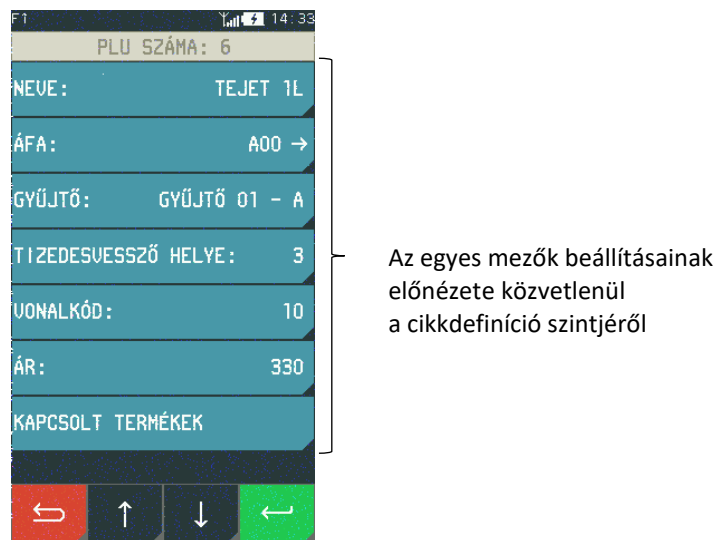 F↑ 14:33
PLU SZÁMA: 6
NEVE: TEJET 1L
ÁFA: A00 →
GYŰJTŐ: GYŰJTŐ 01 - A
TIZEDESVESSZŐ HELYE: 3
VONALKÓD: 10
ÁR: 330
KAPCSOLT TERMÉKEK
Az egyes mezők beállításainak
előnézete közvetlenül
a cikkdefiníció szintjéről